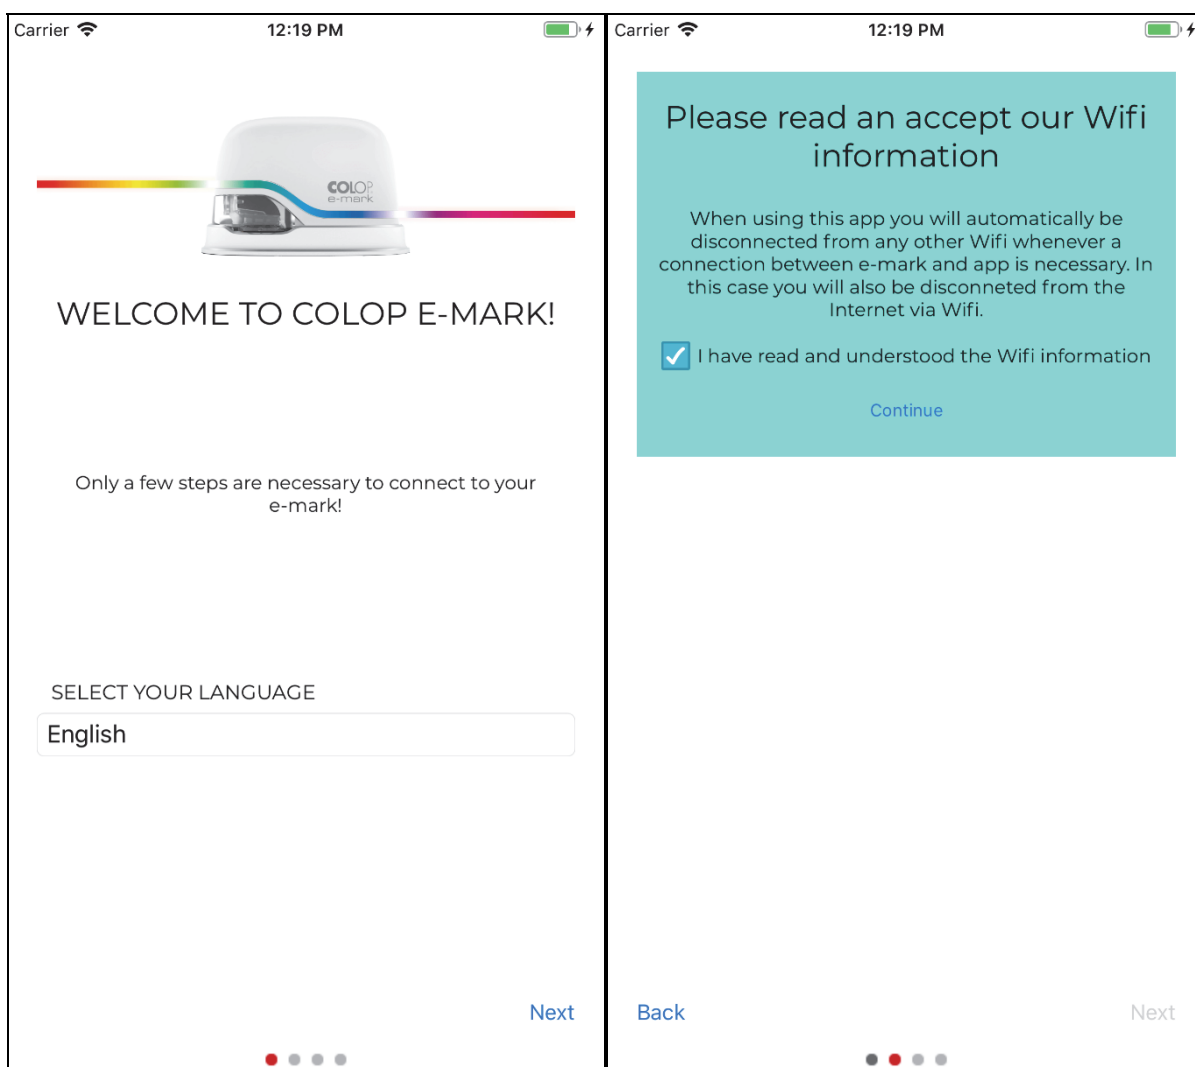 Carrier
12:19 PM
COLOP
e-mark
WELCOME TO COLOP E-MARK!
Only a few steps are necessary to connect to your
e-mark!
SELECT YOUR LANGUAGE
English
Next
Carrier
12:19 PM
Please read an accept our Wifi
information
When using this app you will automatically be
disconnected from any other Wifi whenever a
connection between e-mark and app is necessary. In
this case you will also be disconneted from the
Internet via Wifi.
I have read and understood the Wifi information
Continue
Back
Next